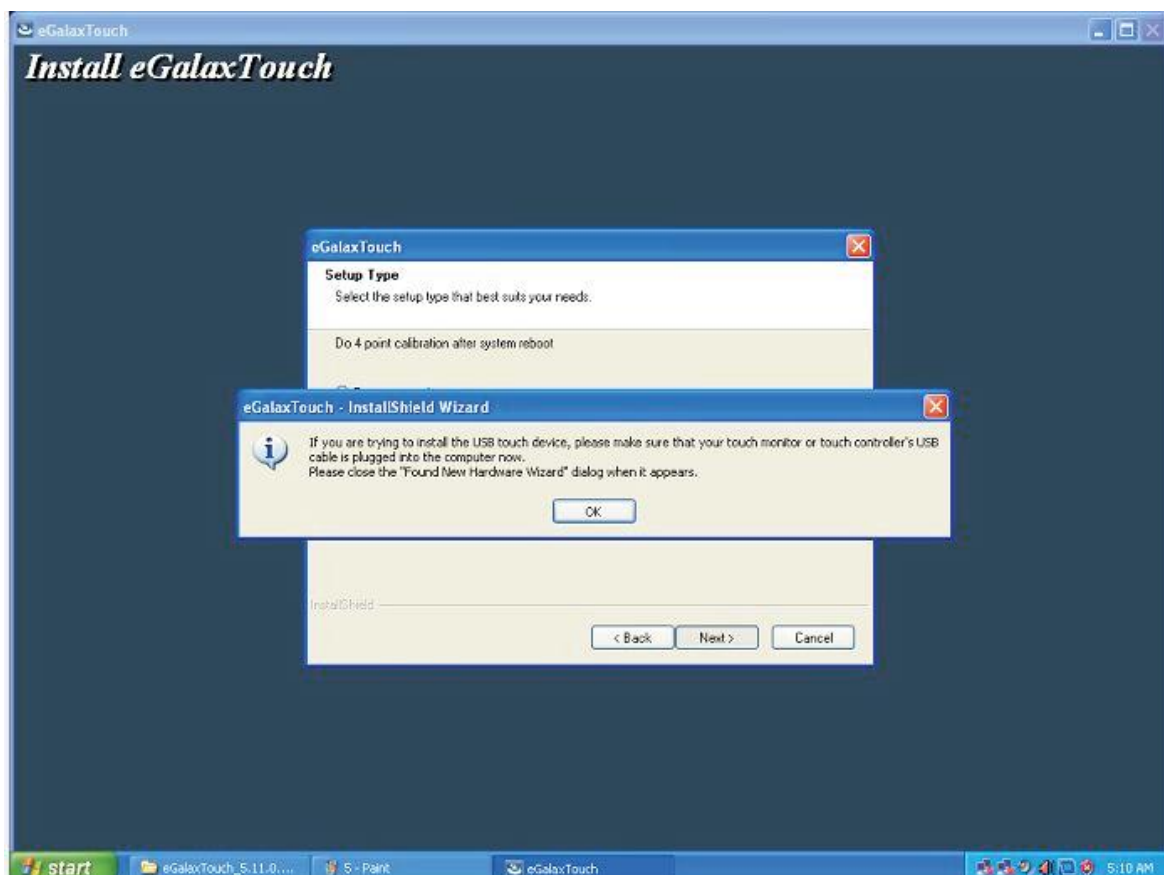 eGalaxTouch
Install eGalaxTouch
eGalaxTouch
Setup Type
Select the setup type that best suits your needs.
Do 4 point calibration after system reboot
eGalaxTouch - InstallShield Wizard
If you are trying to install the USB touch device, please make sure that your touch monitor or touch controller's USB
cable is plugged into the computer now.
Please close the "Found New Hardware Wizard" dialog when it appears.
OK
InstallShield
< Back Next > Cancel
start eGalaxTouch_5.11.0.... 5 - Paint eGalaxTouch 5:10 AM